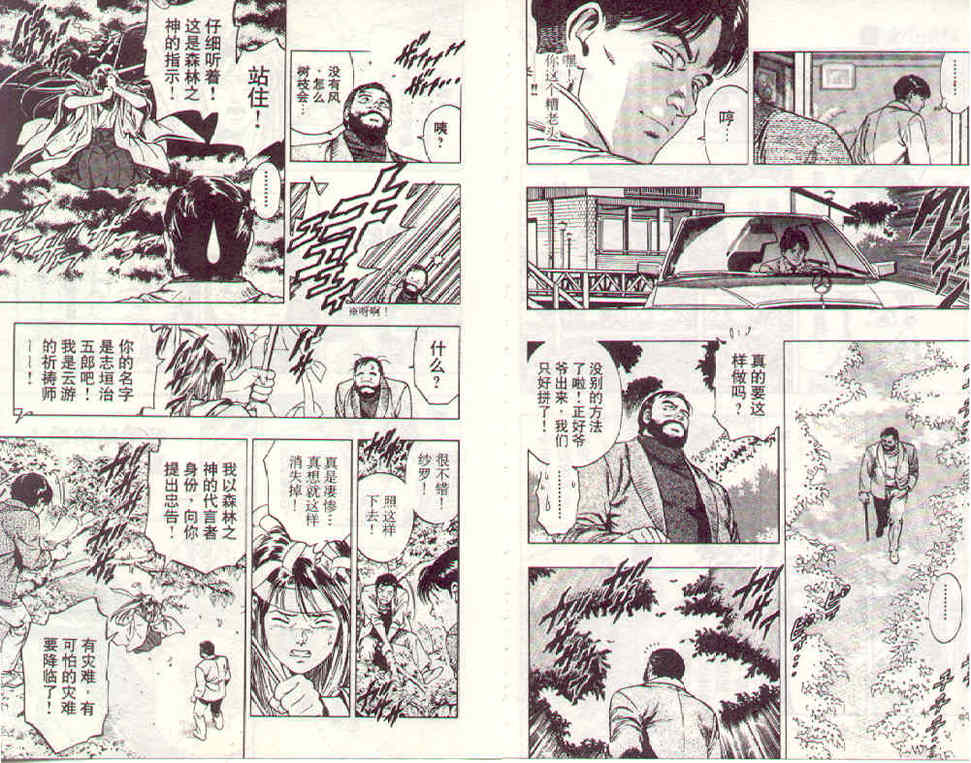 ………
哼？
嘿！
你这个糟老头
！！
真的要这
样做吗？
没别的方法
了啦！正好爷
爷出来，我们
只好拼了！
………
………
咦？
没有风
，怎么
树枝会…
站住！
仔细听着！
这是森林之
神的指示！
………
哇呀啊！
什么？
你的名字
是志垣治
五郎吧！
我是云游
的祈祷师
——！
很不错！
纱罗！
照这样
下去！
真是凄惨…
真想就这样
消失掉！
我以森林之
神的代言者
身份，向你
提出忠告！
有灾难，有
可怕的灾难
要降临了！